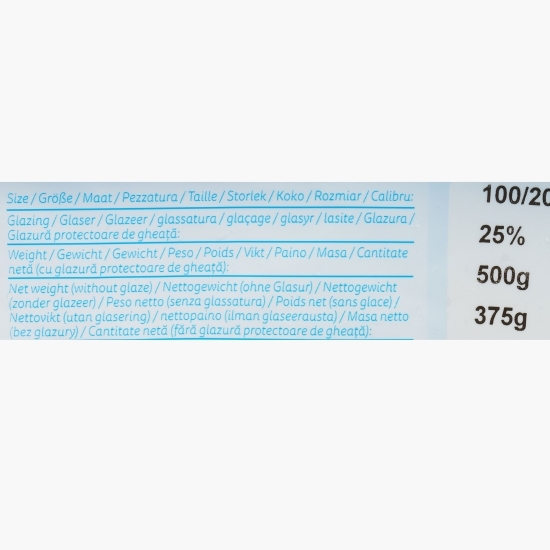 Size / Größe / Maat / Pezzatura / Taille / Storlek / Koko / Rozmiar / Calibru: 100/20
Glazing / Glaser / Glazeer / glassatura / glaçage / glasyr / lasite / Glazura /
Glazură protectoare de gheață: 25%
Weight / Gewicht / Gewicht / Peso / Poids / Vikt / Paino / Masa / Cantitate
netă (cu glazură protectoare de gheață): 500g
Net weight (without glaze) / Nettogewicht (ohne Glasur) / Nettogewicht
(zonder glazeer) / Peso netto (senza glassatura) / Poids net (sans glace) /
Nettovikt (utan glasering) / nettopaino (ilman glaseerausta) / Masa netto
(bez glazury) / Cantitate netă (fără glazură protectoare de gheață): 375g